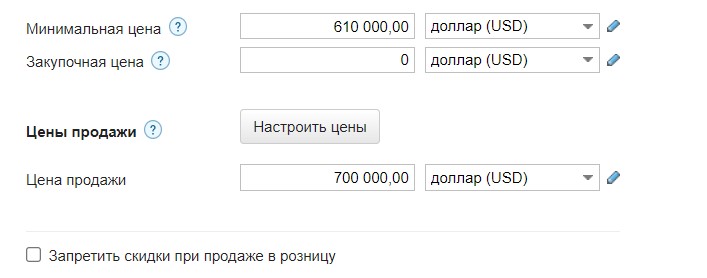 Минимальная цена ? 610 000,00 доллар (USD)
Закупочная цена ? 0 доллар (USD)
Цены продажи ? Настроить цены
Цена продажи 700 000,00 доллар (USD)
Запретить скидки при продаже в розницу